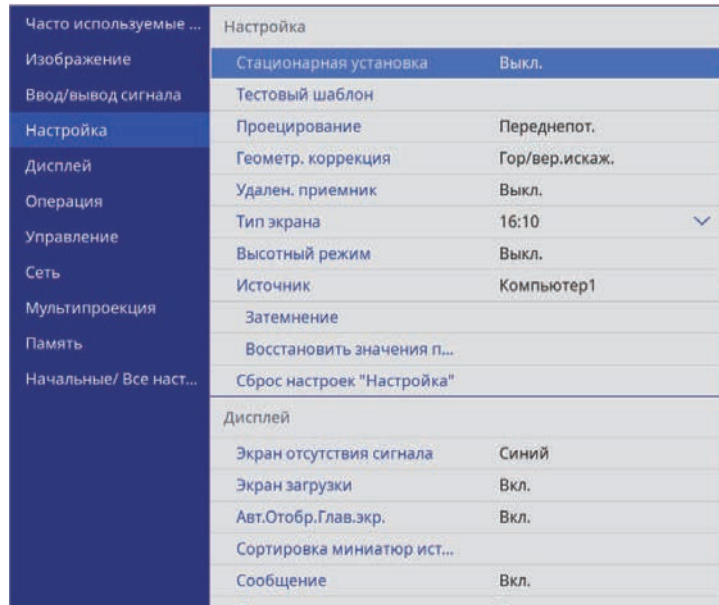 Часто используемые ...
Изображение
Ввод/вывод сигнала
Настройка
Дисплей
Операция
Управление
Сеть
Мультипроекция
Память
Начальные/ Все наст...
Настройка
Стационарная установка Выкл.
Тестовый шаблон
Проецирование Переднепот.
Геометр. коррекция Гор/вер.искаж.
Удален. приемник Выкл.
Тип экрана 16:10
Высотный режим Выкл.
Источник Компьютер1
Затемнение
Восстановить значения п...
Сброс настроек "Настройка"
Дисплей
Экран отсутствия сигнала Синий
Экран загрузки Вкл.
Авт.Отобр.Глав.экр. Вкл.
Сортировка миниатюр ист...
Сообщение Вкл.